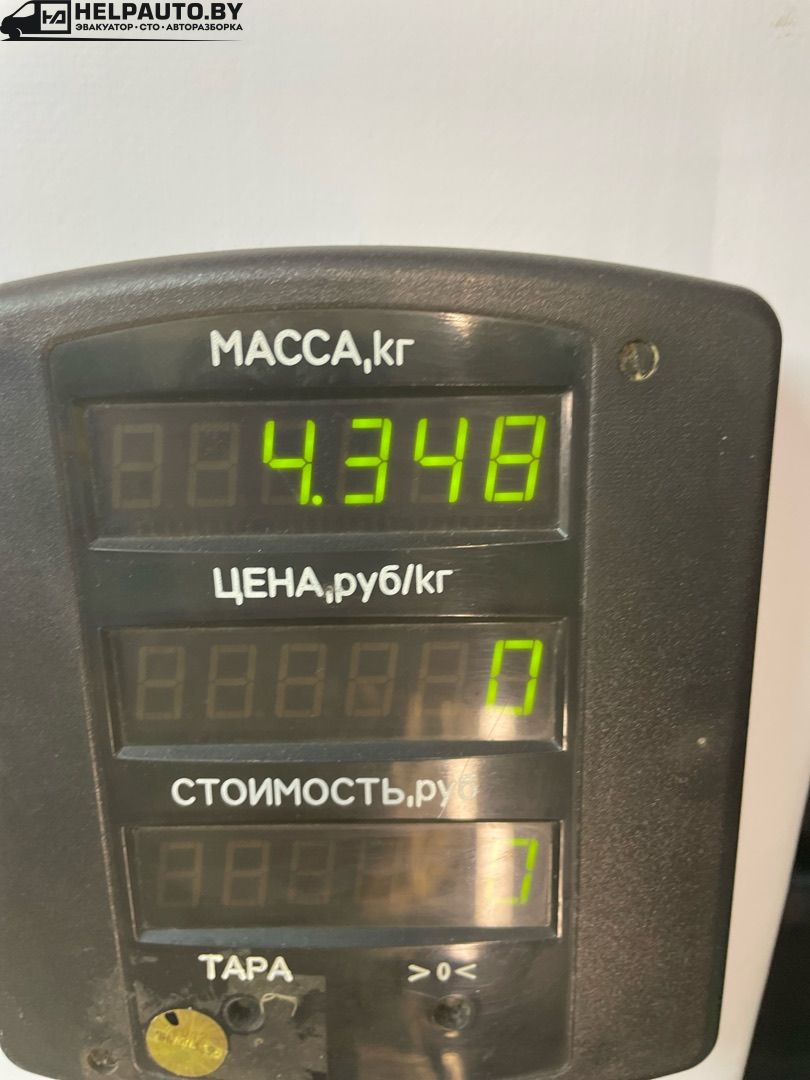 HELPAUTO.BY
ЭВАКУАТОР • СТО • АВТОРАЗБОРКА
МАССА,кг
4.348
ЦЕНА,руб/кг
0
СТОИМОСТЬ,руб
0
ТАРА >0<